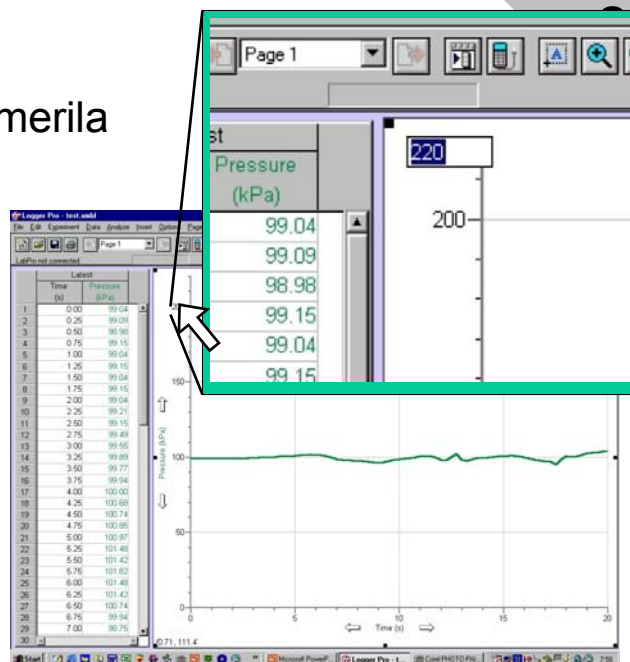 merila
Page 1
st
Pressure
(kPa)
99.04
99.09
98.98
99.15
99.04
99.15
220
200
Logger Pro - test.xmbl
File Edit Experiment Data Analyze Insert Options Page
Page 1
LabPro not connected
Latest
Time Pressure
(s) (kPa)
1 0.00 99.04
2 0.25 99.09
3 0.50 98.98
4 0.75 99.15
5 1.00 99.04
6 1.25 99.15
7 1.50 99.04
8 1.75 99.15
9 2.00 99.04
10 2.25 99.21
11 2.50 99.15
12 2.75 99.49
13 3.00 99.55
14 3.25 99.89
15 3.50 99.77
16 3.75 99.94
17 4.00 100.00
18 4.25 100.68
19 4.50 100.74
20 4.75 100.86
21 5.00 100.97
22 5.25 101.48
23 5.50 101.42
24 5.75 101.82
25 6.00 101.48
26 6.25 101.42
27 6.50 100.74
28 6.75 99.94
29 7.00 98.75
30
150
100
50
0
Pressure (kPa)
0 5 10 15 20
Time (s)
0.71, 111.4
Start
Microsoft PowerP...
Logger Pro - t...
Corel PHOTO-PAI...